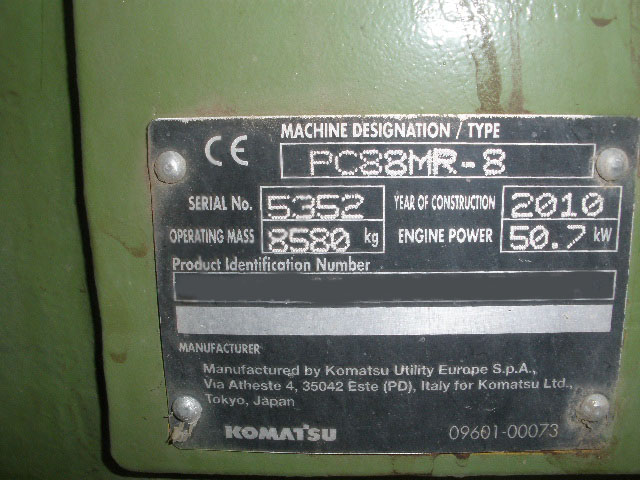 CE
MACHINE DESIGNATION / TYPE
PC88MR-8
SERIAL No. 5352 YEAR OF CONSTRUCTION 2010
OPERATING MASS 8580 kg ENGINE POWER 50.7 kW
Product Identification Number
MANUFACTURER
Manufactured by Komatsu Utility Europe S.p.A.,
Via Atheste 4, 35042 Este (PD), Italy for Komatsu Ltd.,
Tokyo, Japan
KOMATSU 09601-00073